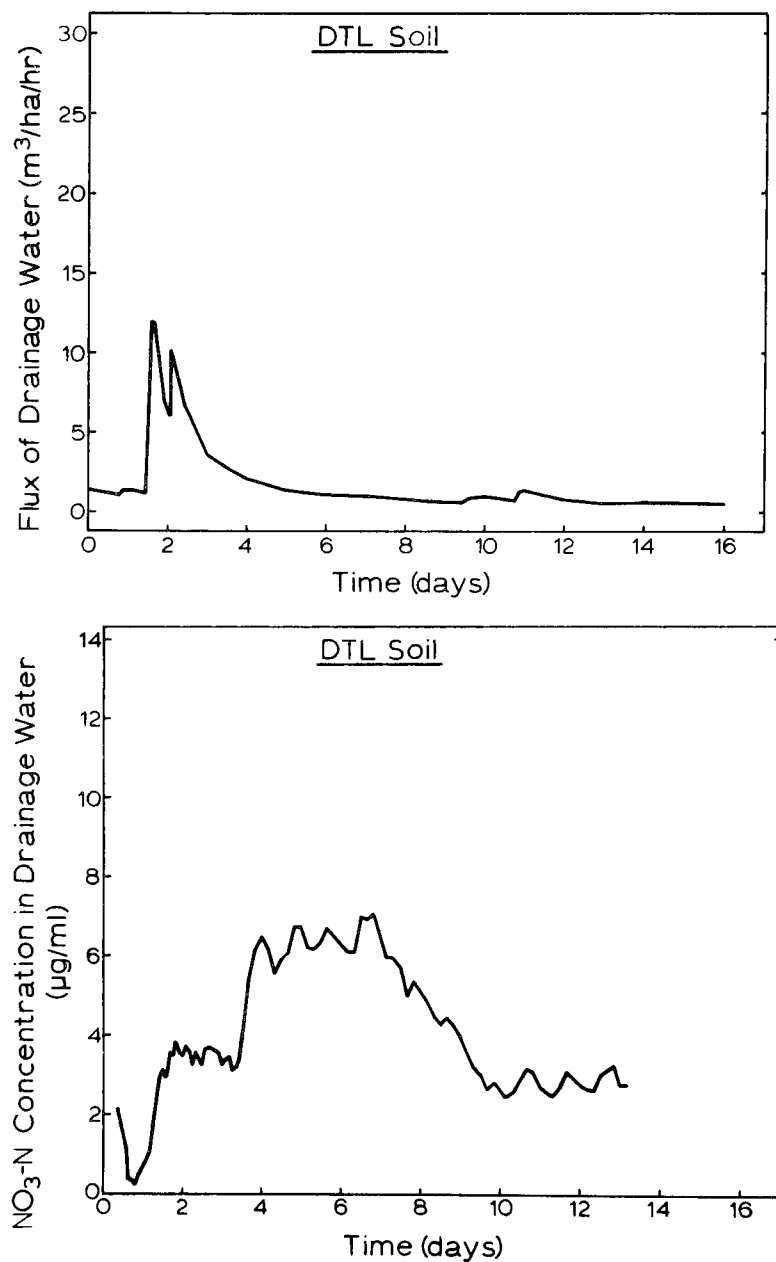 DTL Soil
Flux of Drainage Water (m³/ha/hr)
30
25
20
15
10
5
0
0 2 4 6 8 10 12 14 16
Time (days)
DTL Soil
NO₃-N Concentration in Drainage Water
(µg/ml)
14
12
10
8
6
4
2
0
0 2 4 6 8 10 12 14 16
Time (days)